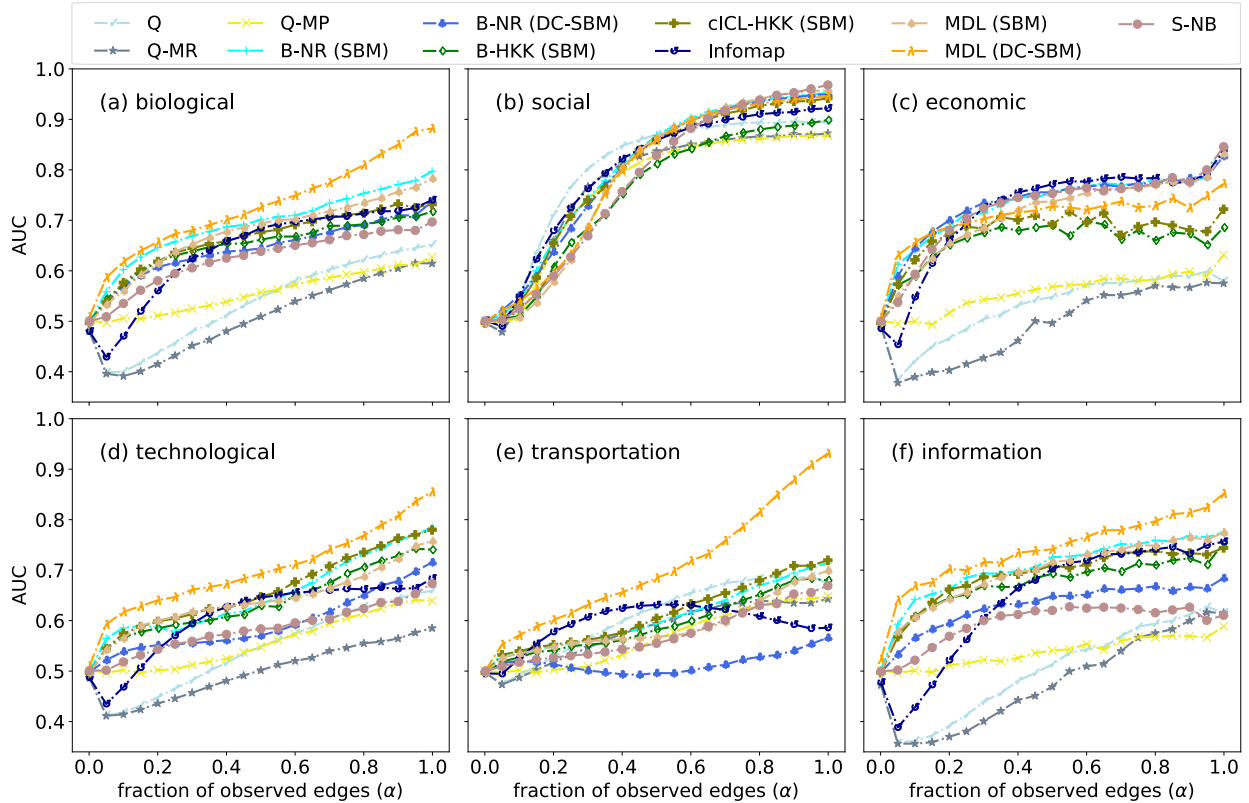 Q Q-MP B-NR (DC-SBM) cICL-HKK (SBM) MDL (SBM) S-NB
Q-MR B-NR (SBM) B-HKK (SBM) Infomap MDL (DC-SBM)
1.0
0.9
0.8
0.7
0.6
0.5
0.4
AUC
(a) biological
(b) social
(c) economic
1.0
0.9
0.8
0.7
0.6
0.5
0.4
AUC
(d) technological
(e) transportation
(f) information
0.0 0.2 0.4 0.6 0.8 1.0
0.0 0.2 0.4 0.6 0.8 1.0
0.0 0.2 0.4 0.6 0.8 1.0
fraction of observed edges (α)
fraction of observed edges (α)
fraction of observed edges (α)